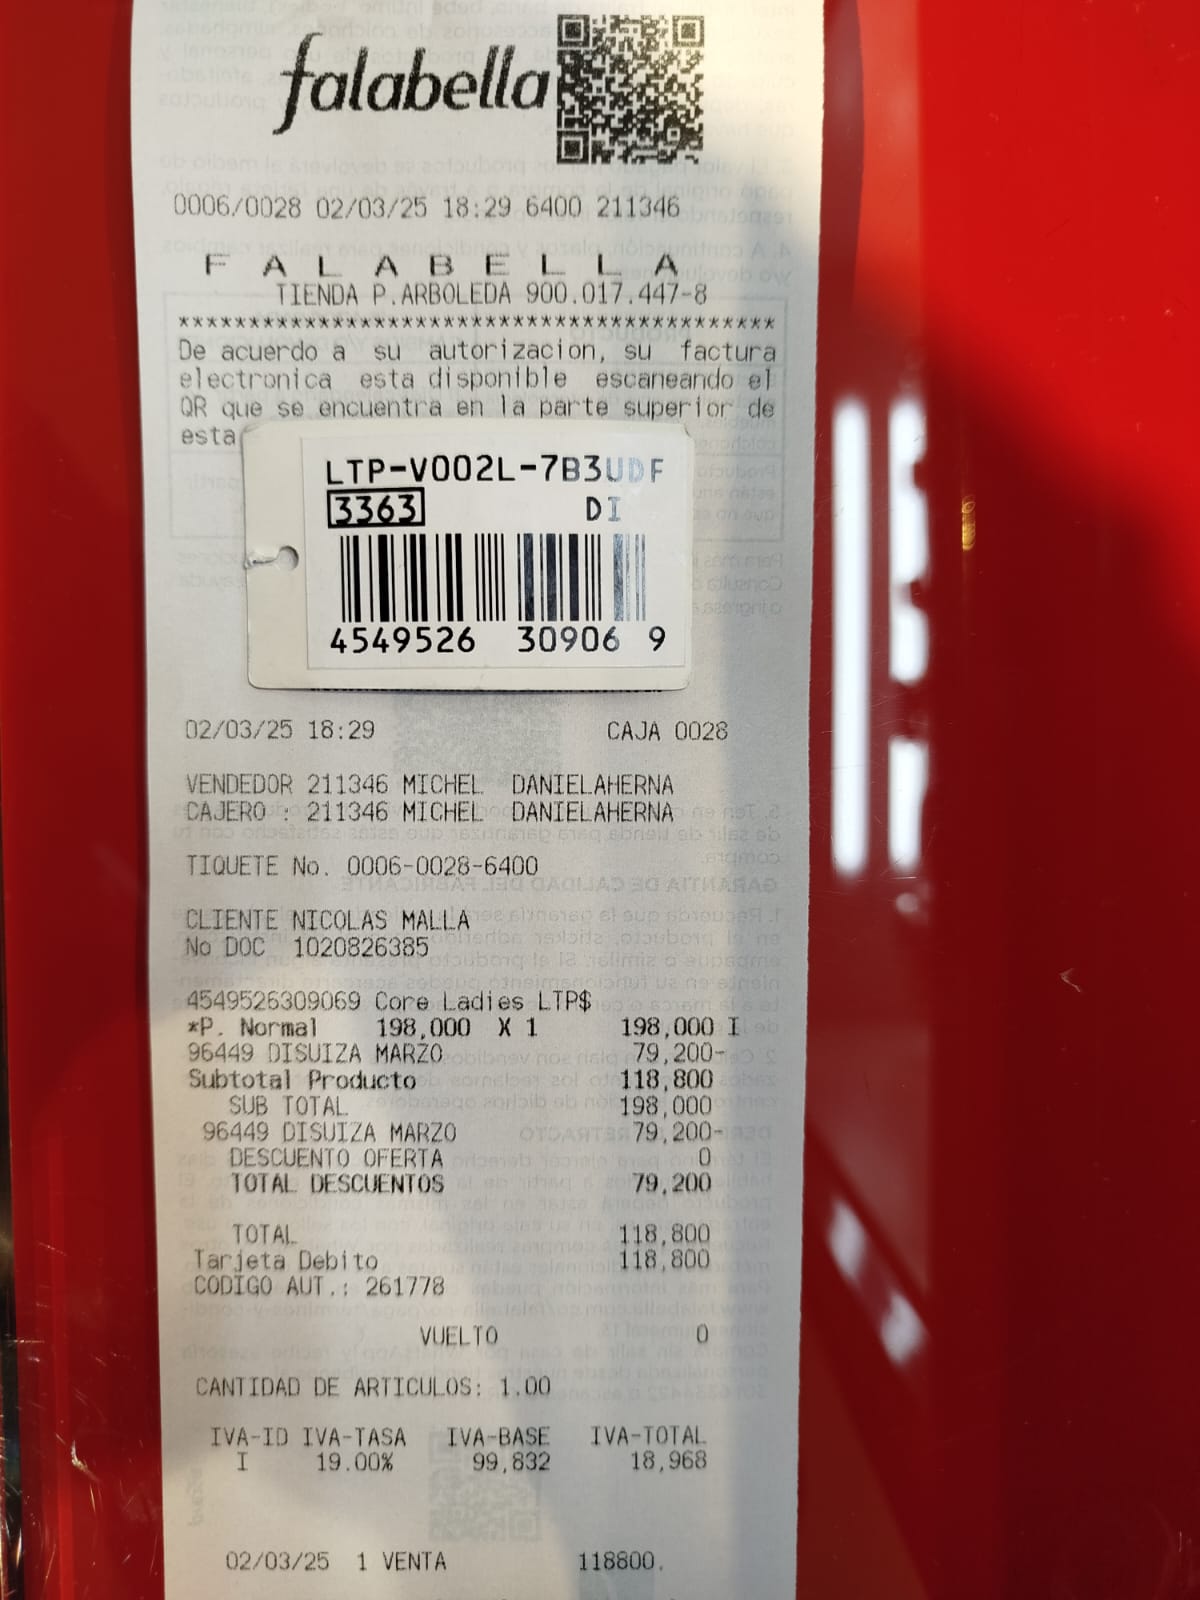 falabella
0006/0028 02/03/25 18:29 6400 211346
F A L A B E L L A
TIENDA P.ARBOLEDA 900.017.447-8
******************************************
De acuerdo a su autorizacion, su factura
electronica esta disponible escaneando el
QR que se encuentra en la parte superior de
esta
LTP-V002L-7B3UDF
3363 DI
4549526 30906 9
02/03/25 18:29 CAJA 0028
VENDEDOR 211346 MICHEL DANIELAHERNA
CAJERO : 211346 MICHEL DANIELAHERNA
TIQUETE No. 0006-0028-6400
CLIENTE NICOLAS MALLA
No DOC 1020826385
4549526309069 Core Ladies LTP$
*P. Normal 198,000 X 1 198,000 I
96449 DISUIZA MARZO 79,200-
Subtotal Producto 118,800
SUB TOTAL 198,000
96449 DISUIZA MARZO 79,200-
DESCUENTO OFERTA 0
TOTAL DESCUENTOS 79,200
TOTAL 118,800
Tarjeta Debito 118,800
CODIGO AUT.: 261778
VUELTO 0
CANTIDAD DE ARTICULOS: 1.00
IVA-ID IVA-TASA IVA-BASE IVA-TOTAL
I 19.00% 99,832 18,968
02/03/25 1 VENTA 118800.